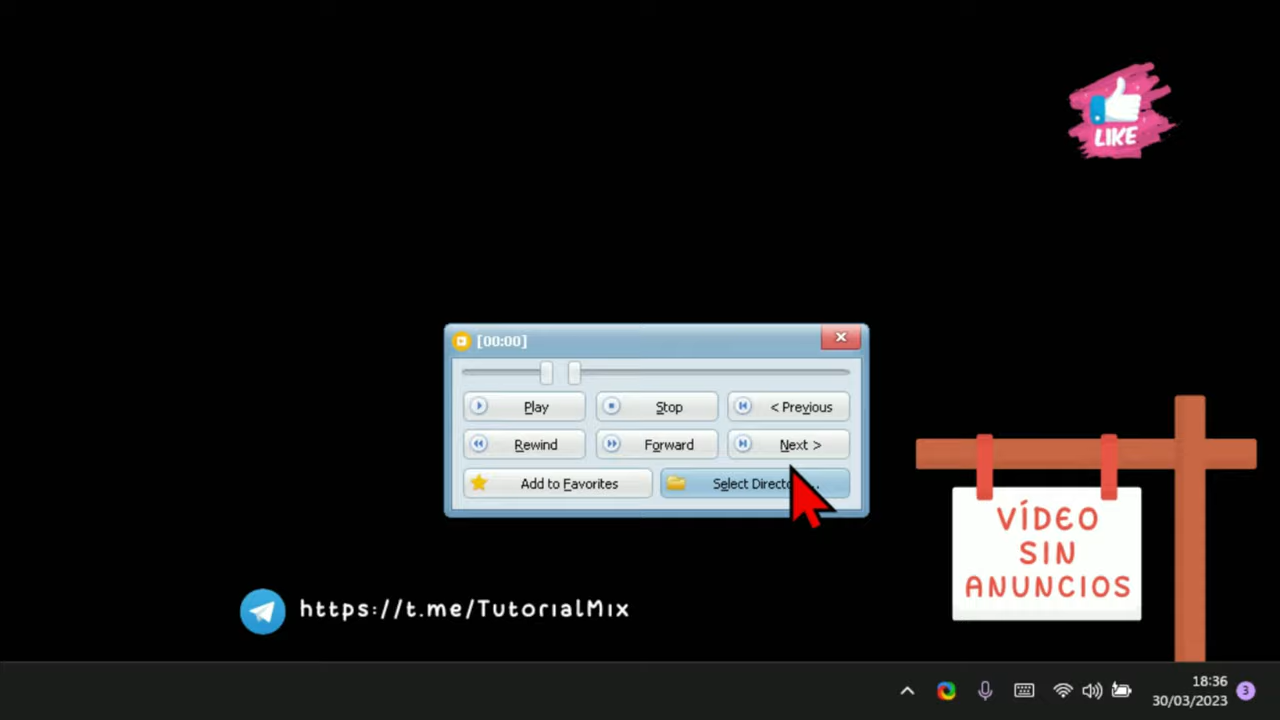 LIKE
[00:00]
Play
Stop
< Previous
Rewind
Forward
Next >
Add to Favorites
Select
VÍDEO
SIN
ANUNCIOS
https://t.me/TutorialMix
18:36
30/03/2023
3